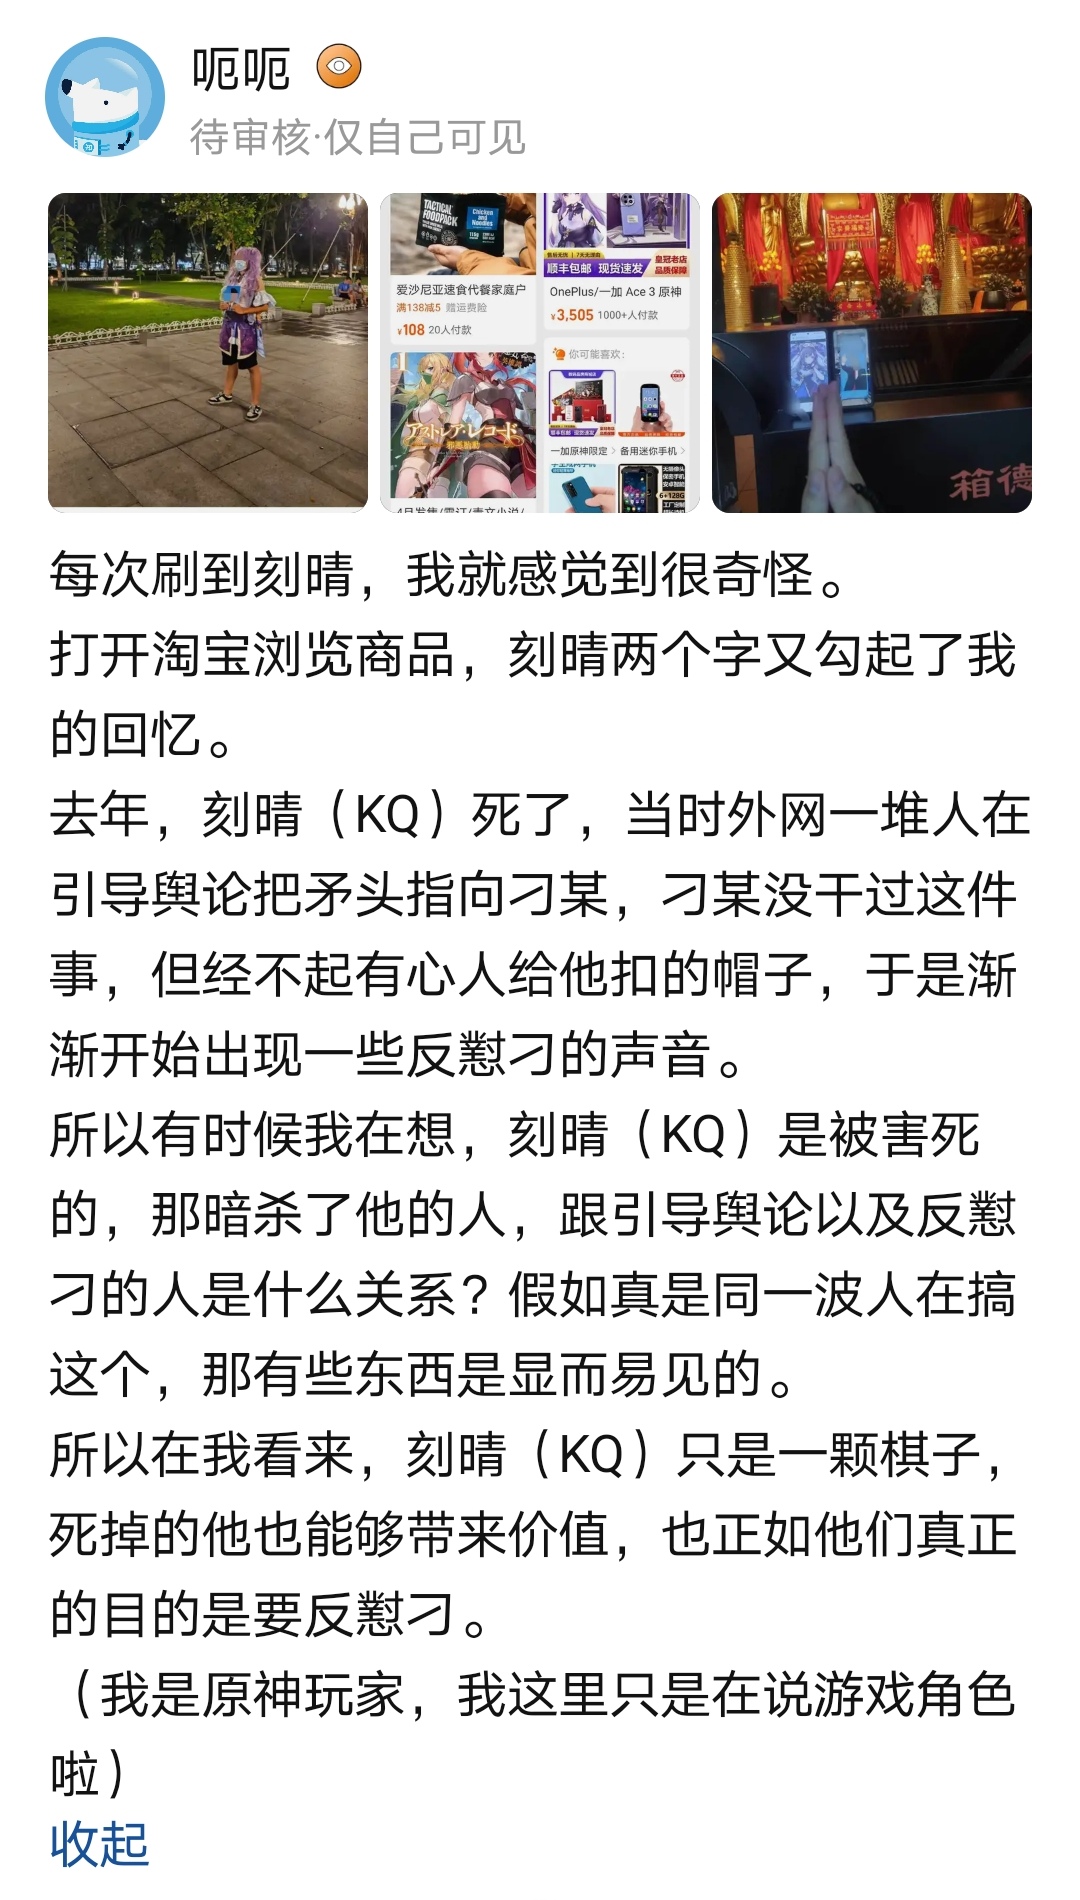 呃呃
待审核·仅自己可见
TACTICAL
FOODPACK
Chicken
and
Noodles
爱沙尼亚速食代餐家庭户
满138减5 赠运费险
¥108 20人付款
アストレア・レコード
售后无忧 | 7天无理由
顺丰包邮 现货速发
皇冠老店
品质保障
OnePlus/一加 Ace 3 原神
¥3,505 1000+人付款
你可能喜欢：
一加原神限定
备用迷你手机
6+128G
箱德
每次刷到刻晴，我就感觉到很奇怪。
打开淘宝浏览商品，刻晴两个字又勾起了我
的回忆。
去年，刻晴（KQ）死了，当时外网一堆人在
引导舆论把矛头指向刁某，刁某没干过这件
事，但经不起有心人给他扣的帽子，于是渐
渐开始出现一些反懟刁的声音。
所以有时候我在想，刻晴（KQ）是被害死
的，那暗杀了他的人，跟引导舆论以及反懟
刁的人是什么关系？假如真是同一波人在搞
这个，那有些东西是显而易见的。
所以在我看来，刻晴（KQ）只是一颗棋子，
死掉的他也能够带来价值，也正如他们真正
的目的是要反懟刁。
（我是原神玩家，我这里只是在说游戏角色
啦）
收起